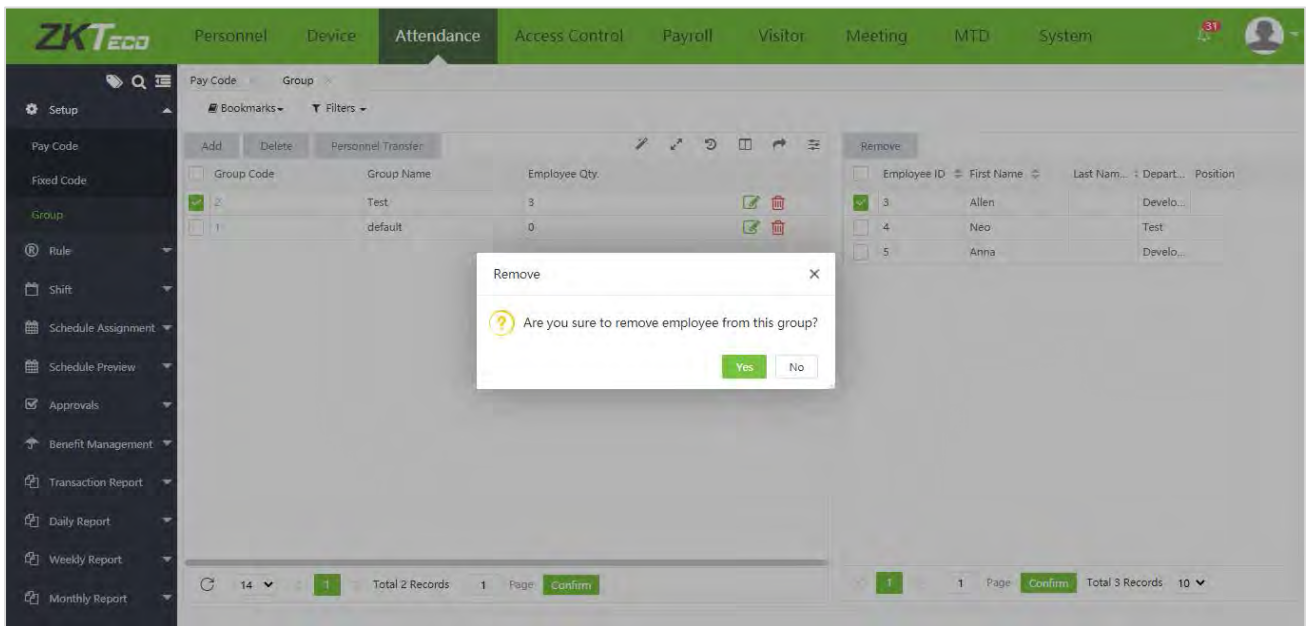 ZKTECO Personnel Device Attendance Access Control Payroll Visitor Meeting MTD System 31
Pay Code Group
Setup
Bookmarks Filters
Pay Code
Add Delete Personnel Transfer Remove
Group Code Group Name Employee Qty. Employee ID First Name Last Nam... Depart... Position
Fixed Code
2 Test 3 3 Allen Develo...
Group
1 default 0 4 Neo Test
Rule
5 Anna Develo...
Remove
Shift
Are you sure to remove employee from this group?
Schedule Assignment
Schedule Preview
Yes No
Approvals
Benefit Management
Transaction Report
Daily Report
Weekly Report
14 1 Total 2 Records 1 Page Confirm 1 1 Page Confirm Total 3 Records 10
Monthly Report